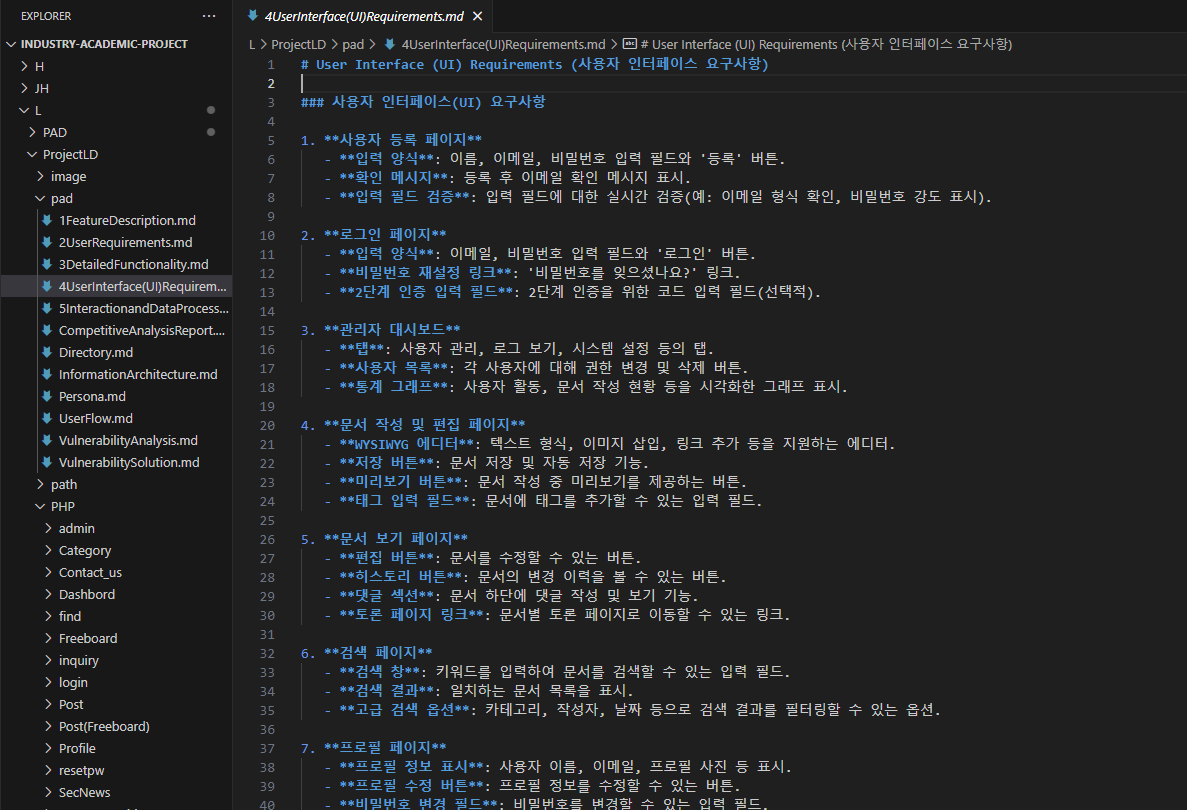 EXPLORER
INDUSTRY-ACADEMIC-PROJECT
H
JH
L
PAD
ProjectLD
image
pad
1FeatureDescription.md
2UserRequirements.md
3DetailedFunctionality.md
4UserInterface(UI)Requirem...
5InteractionandDataProcess...
CompetitiveAnalysisReport....
Directory.md
InformationArchitecture.md
Persona.md
UserFlow.md
VulnerabilityAnalysis.md
VulnerabilitySolution.md
path
PHP
admin
Category
Contact_us
Dashbord
find
Freeboard
inquiry
login
Post
Post(Freeboard)
Profile
resetpw
SecNews
4UserInterface(UI)Requirements.md
L > ProjectLD > pad > 4UserInterface(UI)Requirements.md > # User Interface (UI) Requirements (사용자 인터페이스 요구사항)
1 # User Interface (UI) Requirements (사용자 인터페이스 요구사항)
2
3 ### 사용자 인터페이스(UI) 요구사항
4
5 1. **사용자 등록 페이지**
6 - **입력 양식**: 이름, 이메일, 비밀번호 입력 필드와 '등록' 버튼.
7 - **확인 메시지**: 등록 후 이메일 확인 메시지 표시.
8 - **입력 필드 검증**: 입력 필드에 대한 실시간 검증(예: 이메일 형식 확인, 비밀번호 강도 표시).
9
10 2. **로그인 페이지**
11 - **입력 양식**: 이메일, 비밀번호 입력 필드와 '로그인' 버튼.
12 - **비밀번호 재설정 링크**: '비밀번호를 잊으셨나요?' 링크.
13 - **2단계 인증 입력 필드**: 2단계 인증을 위한 코드 입력 필드(선택적).
14
15 3. **관리자 대시보드**
16 - **탭**: 사용자 관리, 로그 보기, 시스템 설정 등의 탭.
17 - **사용자 목록**: 각 사용자에 대해 권한 변경 및 삭제 버튼.
18 - **통계 그래프**: 사용자 활동, 문서 작성 현황 등을 시각화한 그래프 표시.
19
20 4. **문서 작성 및 편집 페이지**
21 - **WYSIWYG 에디터**: 텍스트 형식, 이미지 삽입, 링크 추가 등을 지원하는 에디터.
22 - **저장 버튼**: 문서 저장 및 자동 저장 기능.
23 - **미리보기 버튼**: 문서 작성 중 미리보기를 제공하는 버튼.
24 - **태그 입력 필드**: 문서에 태그를 추가할 수 있는 입력 필드.
25
26 5. **문서 보기 페이지**
27 - **편집 버튼**: 문서를 수정할 수 있는 버튼.
28 - **히스토리 버튼**: 문서의 변경 이력을 볼 수 있는 버튼.
29 - **댓글 섹션**: 문서 하단에 댓글 작성 및 보기 기능.
30 - **토론 페이지 링크**: 문서별 토론 페이지로 이동할 수 있는 링크.
31
32 6. **검색 페이지**
33 - **검색 창**: 키워드를 입력하여 문서를 검색할 수 있는 입력 필드.
34 - **검색 결과**: 일치하는 문서 목록을 표시.
35 - **고급 검색 옵션**: 카테고리, 작성자, 날짜 등으로 검색 결과를 필터링할 수 있는 옵션.
36
37 7. **프로필 페이지**
38 - **프로필 정보 표시**: 사용자 이름, 이메일, 프로필 사진 등 표시.
39 - **프로필 수정 버튼**: 프로필 정보를 수정할 수 있는 버튼.
40 - **비밀번호 변경 필드**: 비밀번호를 변경할 수 있는 입력 필드.